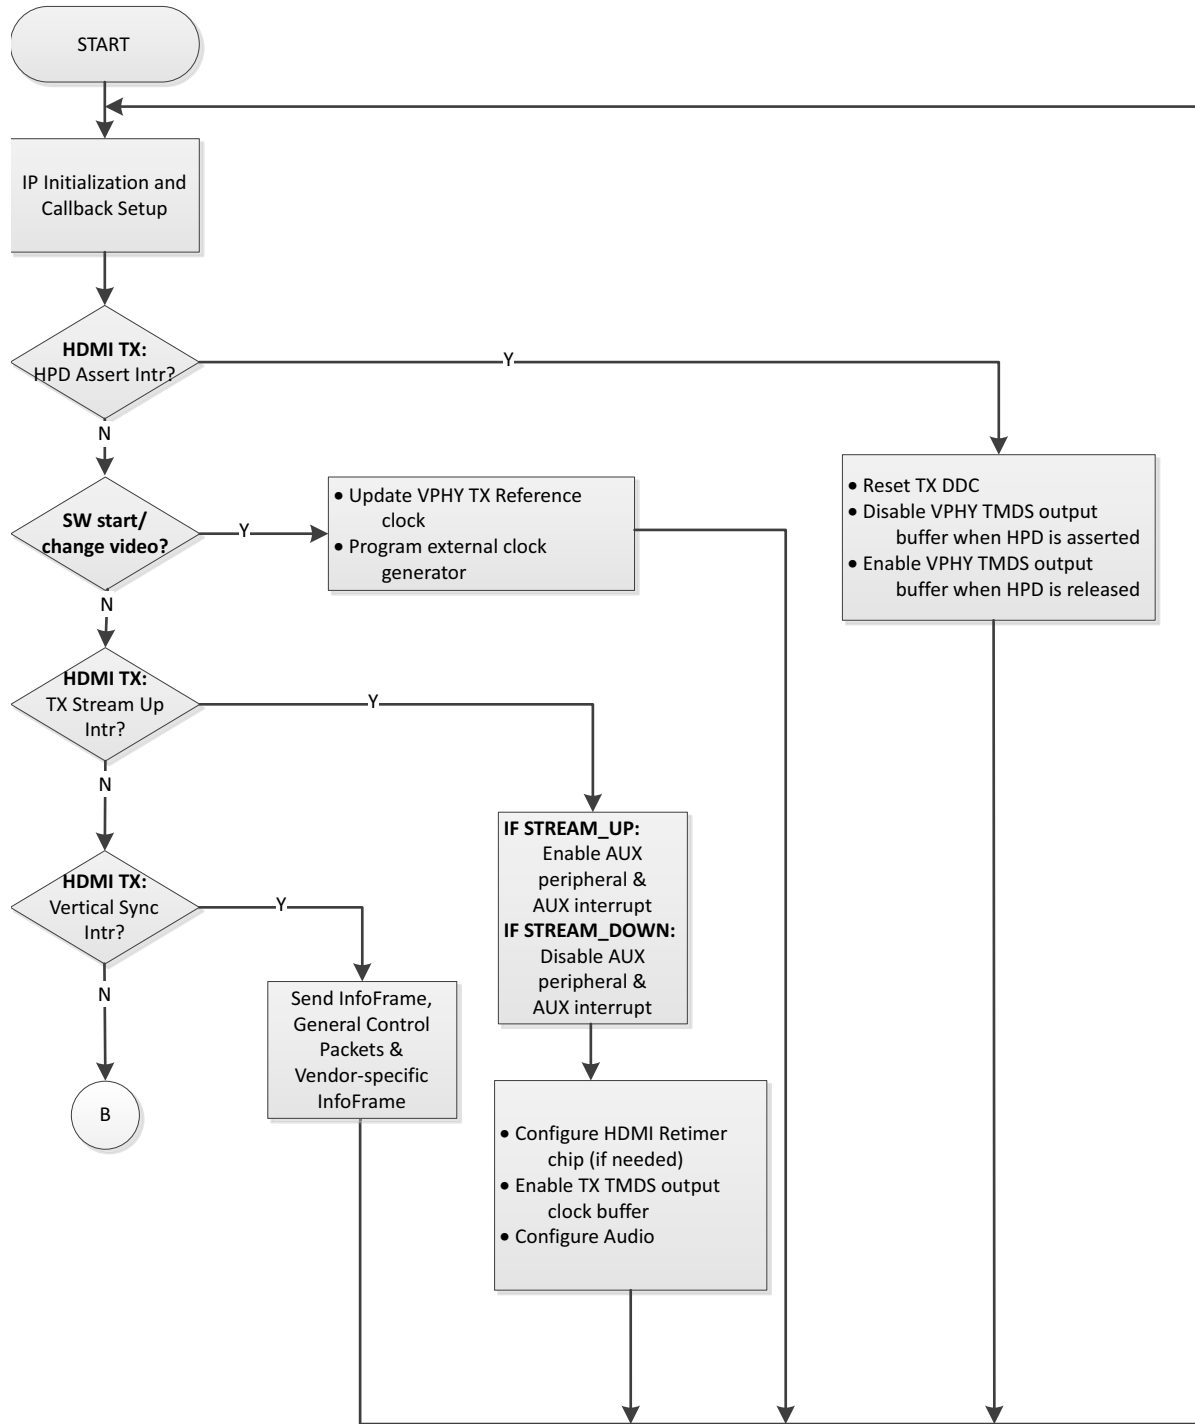 START
IP Initialization and
Callback Setup
HDMI TX:
HPD Assert Intr?
Y
N
• Reset TX DDC
• Disable VPHY TMDS output
buffer when HPD is asserted
• Enable VPHY TMDS output
buffer when HPD is released
SW start/
change video?
Y
• Update VPHY TX Reference
clock
• Program external clock
generator
N
HDMI TX:
TX Stream Up
Intr?
Y
N
IF STREAM_UP:
Enable AUX
peripheral &
AUX interrupt
IF STREAM_DOWN:
Disable AUX
peripheral &
AUX interrupt
HDMI TX:
Vertical Sync
Intr?
Y
N
Send InfoFrame,
General Control
Packets &
Vendor-specific
InfoFrame
B
• Configure HDMI Retimer
chip (if needed)
• Enable TX TMDS output
clock buffer
• Configure Audio